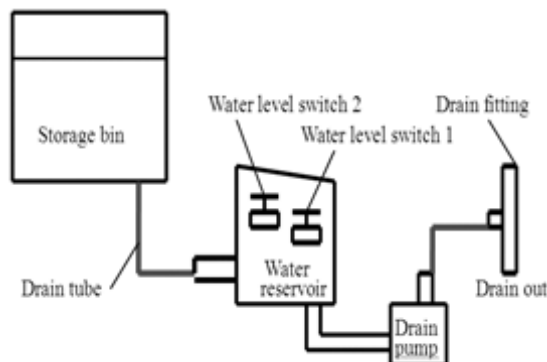 Water level switch 2
Drain fitting
Storage bin
Water level switch 1
Drain tube
Water
reservoir
Drain out
Drain
pump